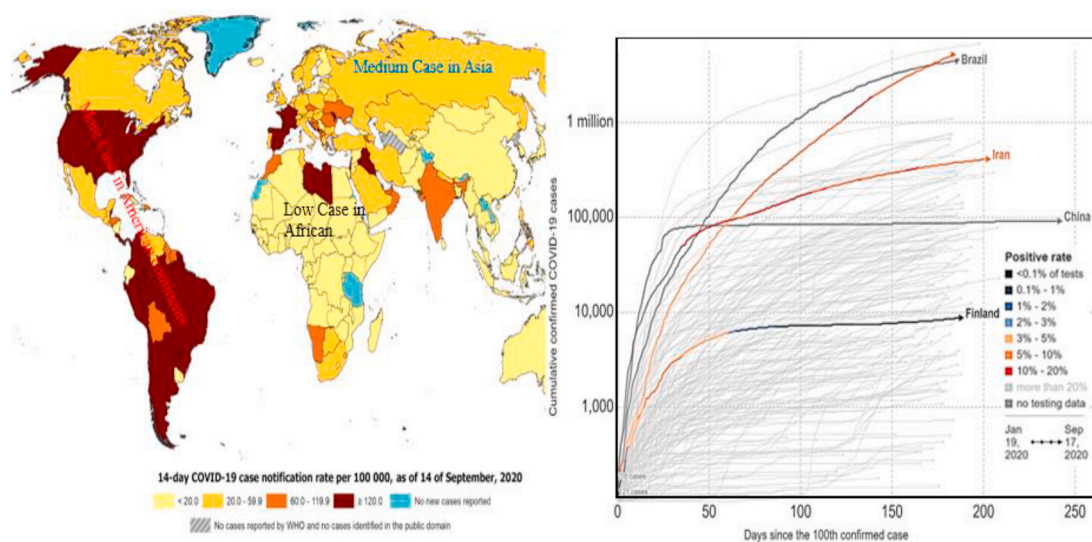 Medium Case in Asia
Low Case in
African
14-day COVID-19 case notification rate per 100 000, as of 14 of September, 2020
< 20.0
20.0 - 59.9
60.0 - 119.9
≥ 120.0
No new cases reported
No cases reported by WHO and no cases identified in the public domain
Cumulative confirmed COVID-19 cases
1 million
100,000
10,000
1,000
Brazil
Iran
China
Finland
Positive rate
<0.1% of tests
0.1% - 1%
1% - 2%
2% - 3%
3% - 5%
5% - 10%
10% - 20%
more than 20%
no testing data
Jan
19,
2020
Sep
17,
2020
cases
cases
0
50
100
150
200
250
Days since the 100th confirmed case